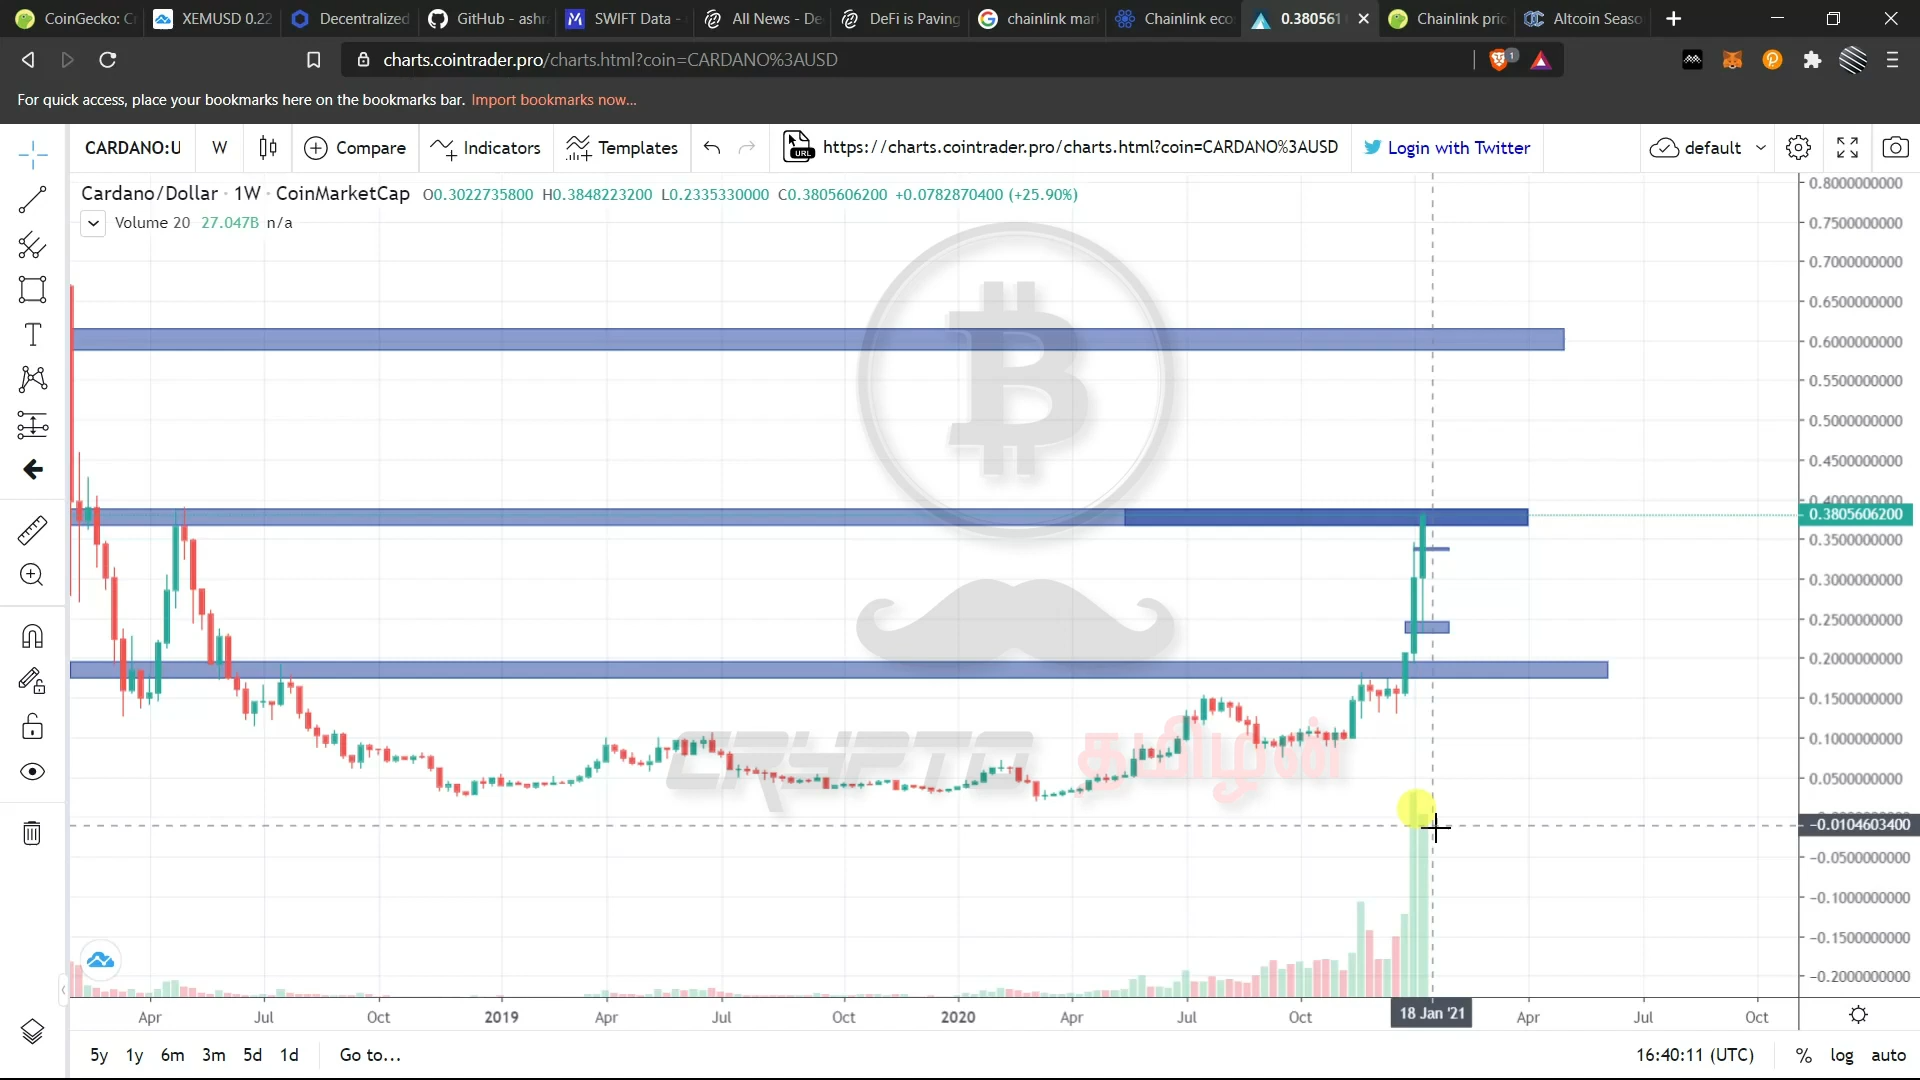 CoinGecko: C
XEMUSD 0.22
Decentralized
GitHub - ashr
SWIFT Data -
All News - De
DeFi is Paving
chainlink mar
Chainlink eco
0.380561
Chainlink pric
Altcoin Seaso
charts.cointrader.pro/charts.html?coin=CARDANO%3AUSD
1
For quick access, place your bookmarks here on the bookmarks bar. Import bookmarks now...
CARDANO:U
W
Compare
Indicators
Templates
URL
https://charts.cointrader.pro/charts.html?coin=CARDANO%3AUSD
Login with Twitter
default
Cardano/Dollar · 1W · CoinMarketCap O0.3022735800 H0.3848223200 L0.2335330000 C0.3805606200 +0.0782870400 (+25.90%)
Volume 20 27.047B n/a
0.8000000000
0.7500000000
0.7000000000
0.6500000000
0.6000000000
0.5500000000
0.5000000000
0.4500000000
0.4000000000
0.3805606200
0.3500000000
0.3000000000
0.2500000000
0.2000000000
0.1500000000
0.1000000000
0.0500000000
-0.0104603400
-0.0500000000
-0.1000000000
-0.1500000000
-0.2000000000
CRYPTO தமிழன்
Apr Jul Oct 2019 Apr Jul Oct 2020 Apr Jul Oct 18 Jan '21 Apr Jul Oct
5y 1y 6m 3m 5d 1d Go to... 16:40:11 (UTC) % log auto